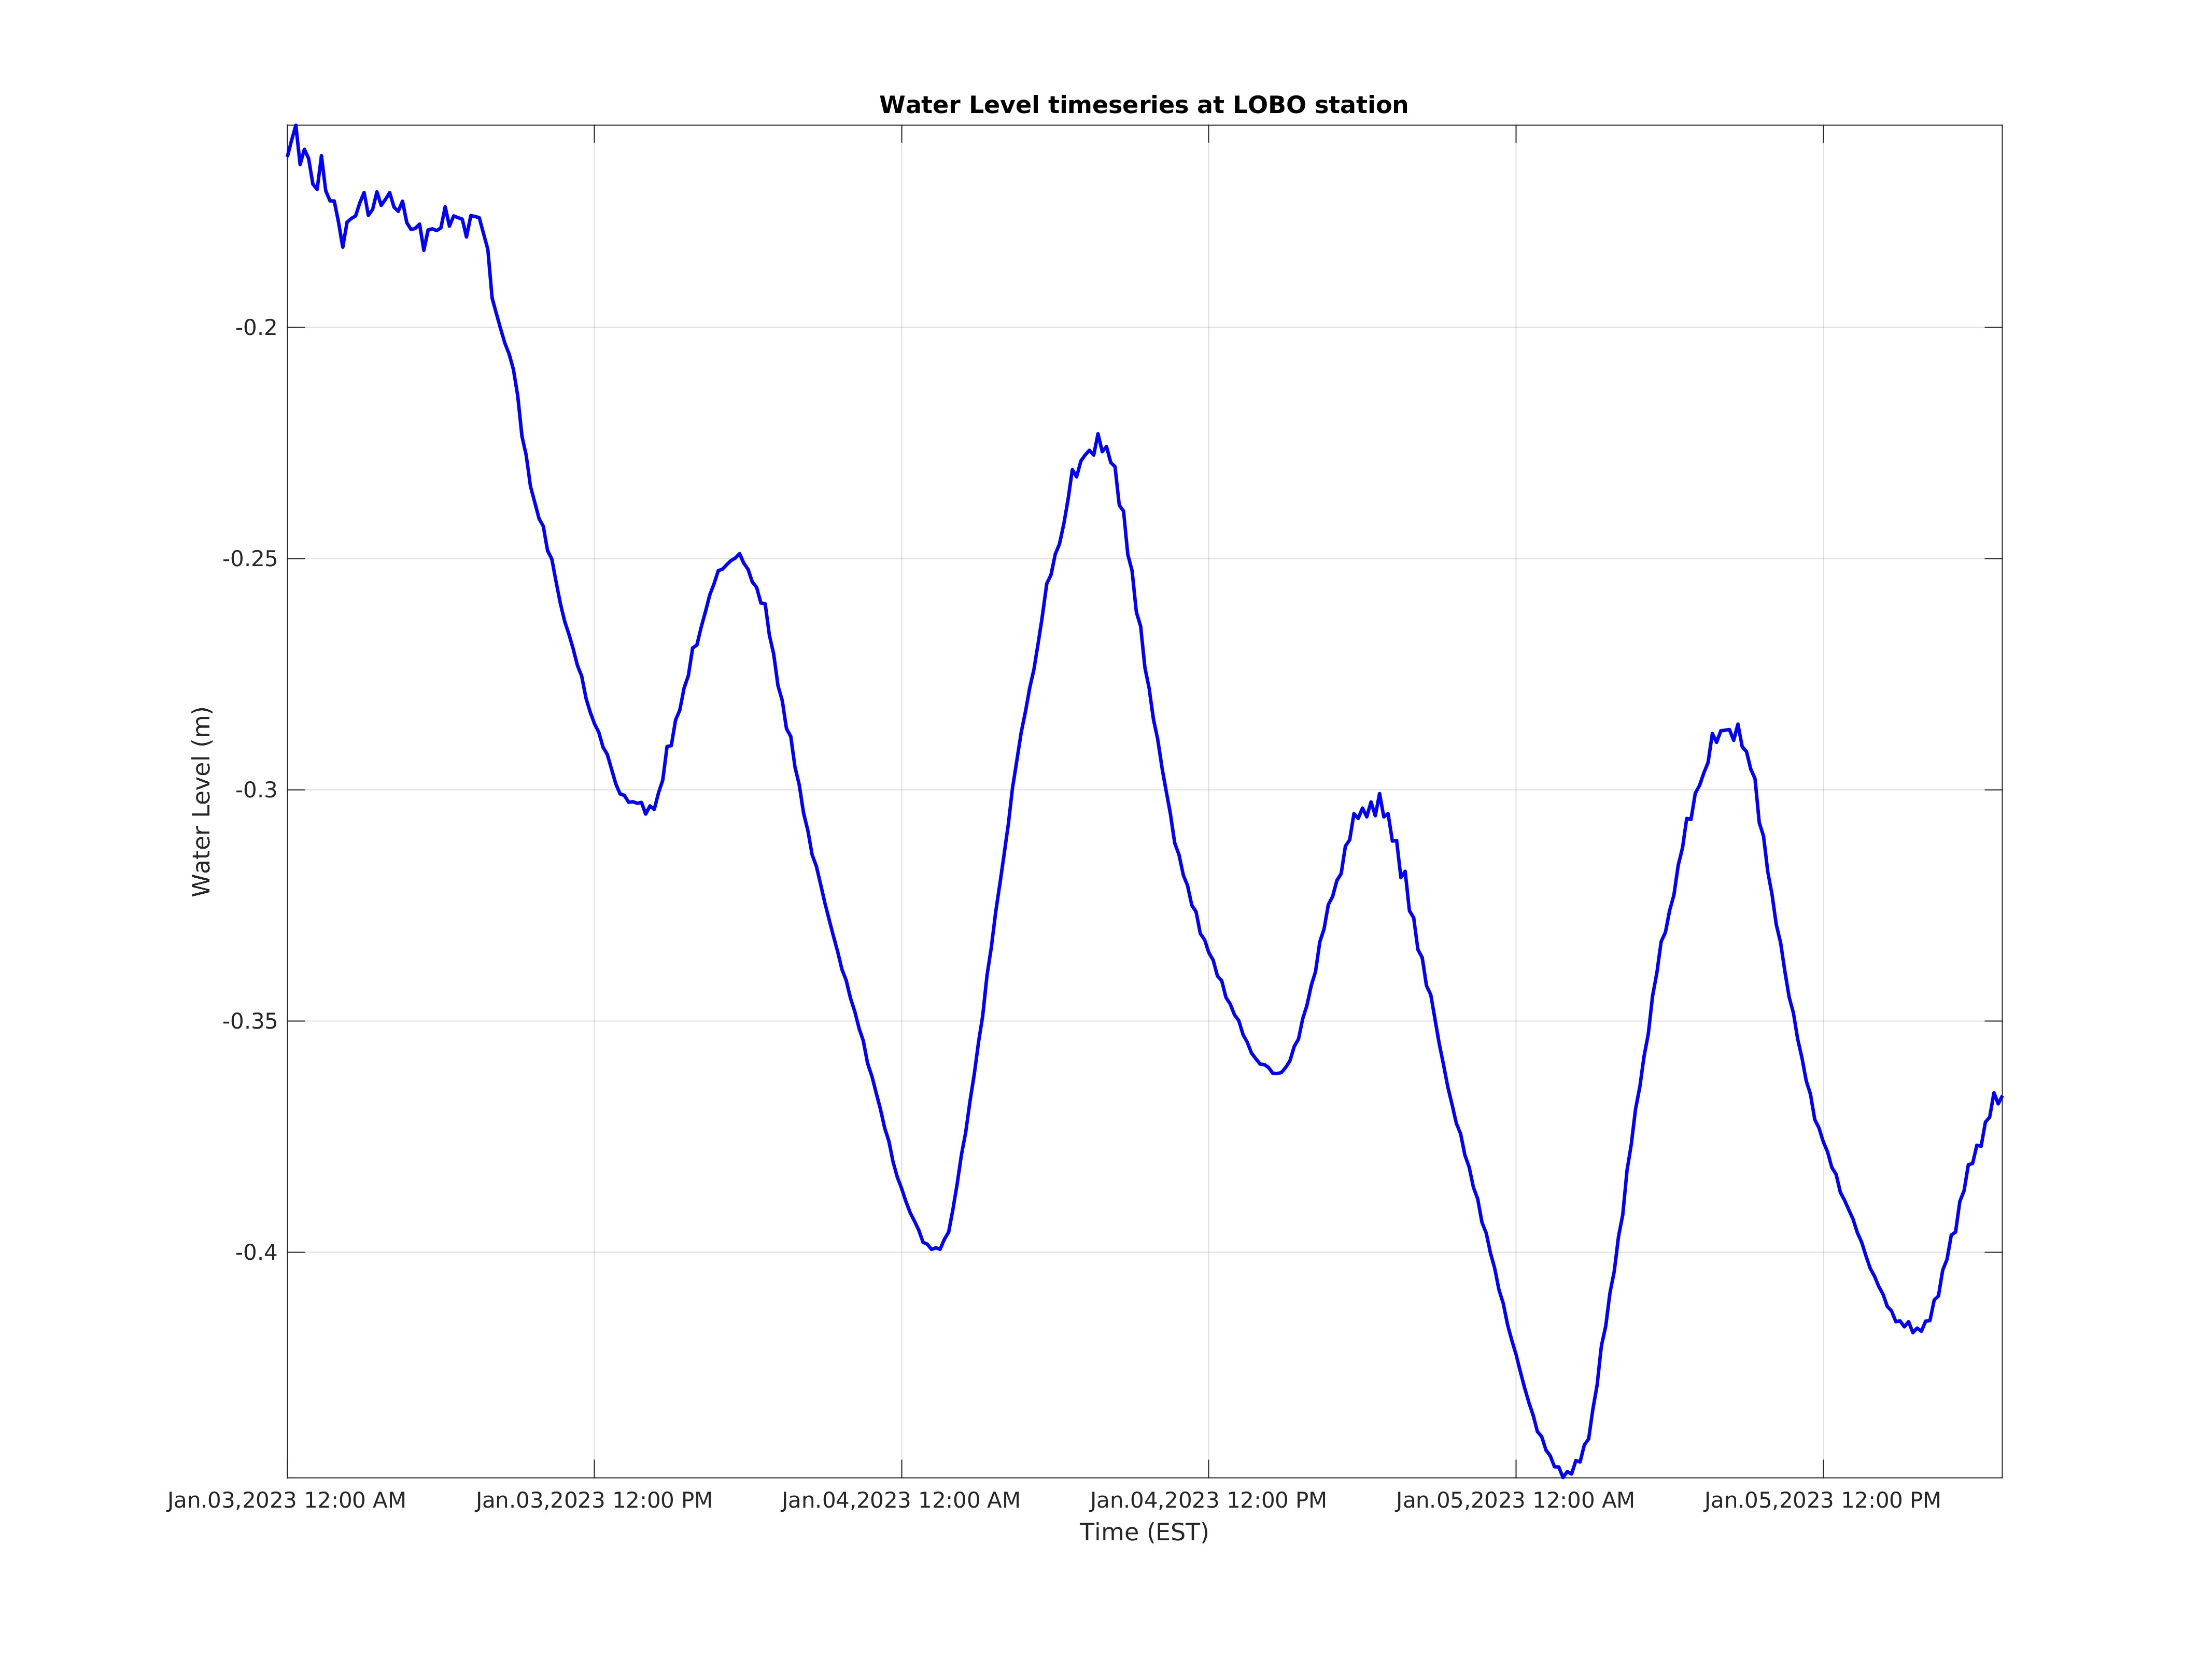 Water Level timeseries at LOBO station
-0.2
-0.25
-0.3
-0.35
-0.4
Water Level (m)
Jan.03,2023 12:00 AM
Jan.03,2023 12:00 PM
Jan.04,2023 12:00 AM
Jan.04,2023 12:00 PM
Jan.05,2023 12:00 AM
Jan.05,2023 12:00 PM
Time (EST)